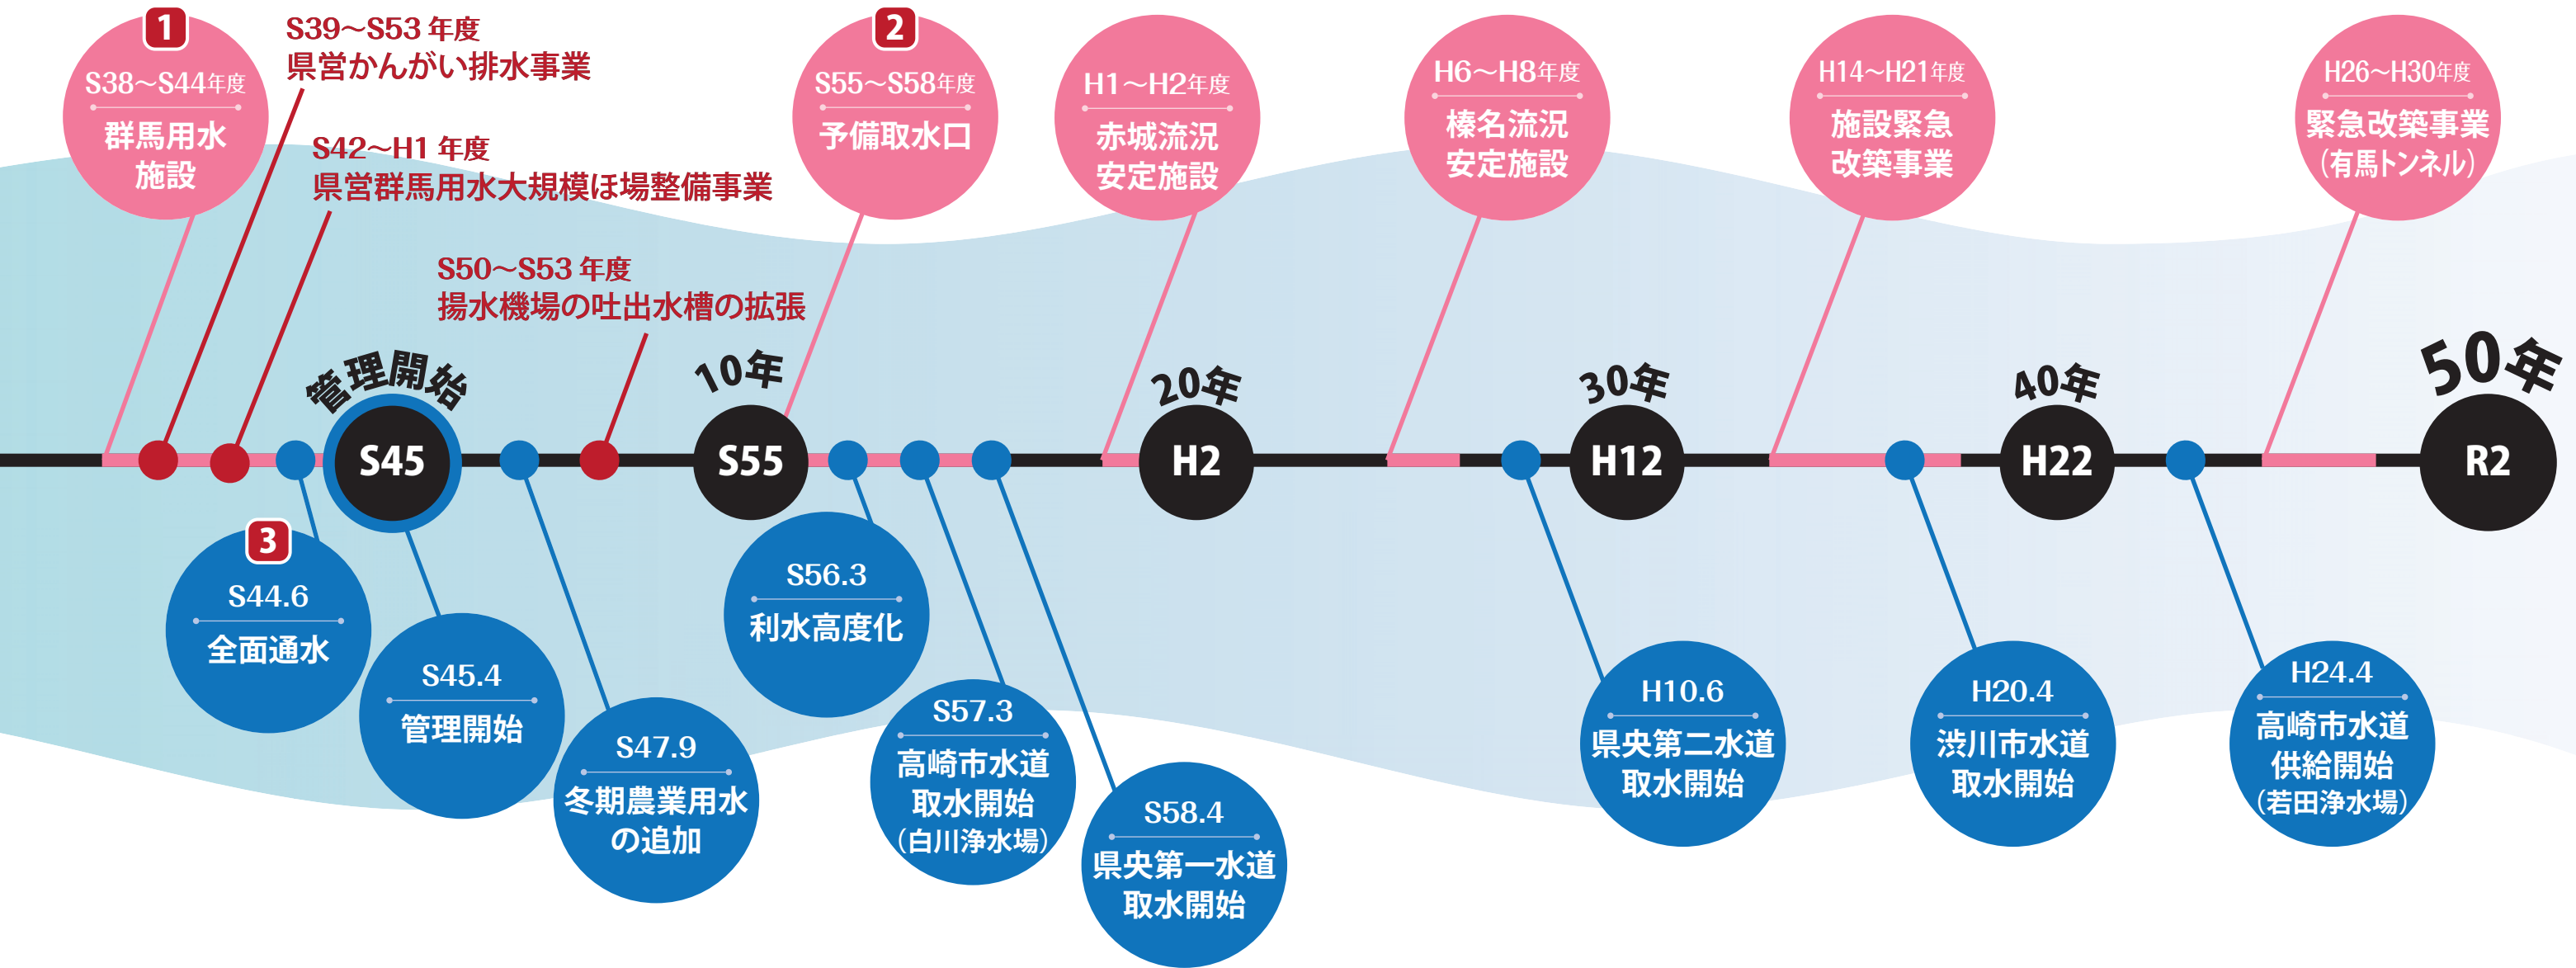 1
S38～S44年度
群馬用水
施設
S39～S53 年度
県営かんがい排水事業
S42～H1 年度
県営群馬用水大規模ほ場整備事業
S50～S53 年度
揚水機場の吐出水槽の拡張
2
S55～S58年度
予備取水口
H1～H2年度
赤城流況
安定施設
H6～H8年度
榛名流況
安定施設
H14～H21年度
施設緊急
改築事業
H26～H30年度
緊急改築事業
（有馬トンネル）
管理開始
S45
10年
S55
20年
H2
30年
H12
40年
H22
50年
R2
3
S44.6
全面通水
S45.4
管理開始
S47.9
冬期農業用水
の追加
S56.3
利水高度化
S57.3
高崎市水道
取水開始
（白川浄水場）
S58.4
県央第一水道
取水開始
H10.6
県央第二水道
取水開始
H20.4
渋川市水道
取水開始
H24.4
高崎市水道
供給開始
（若田浄水場）